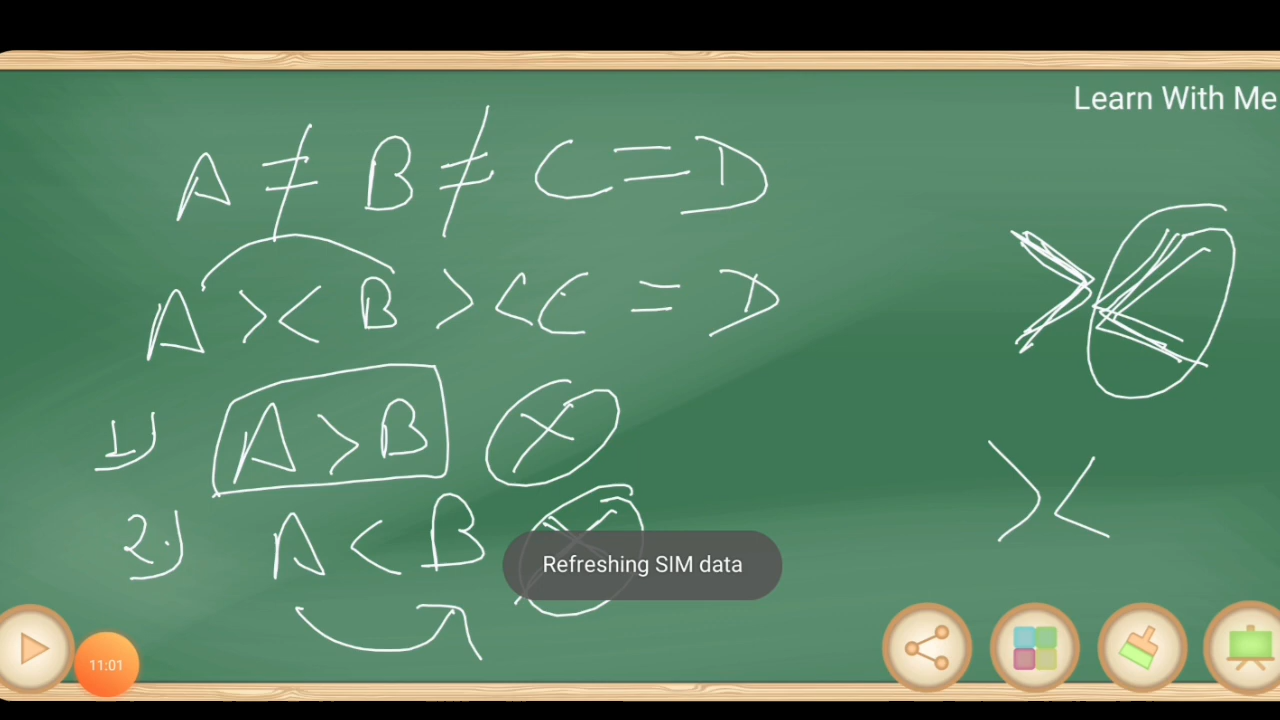 Learn With Me
A ≠ B ≠ C = D
A >< B >< C = D
1) A > B X
2) A < B X
><
><
Refreshing SIM data
11:01